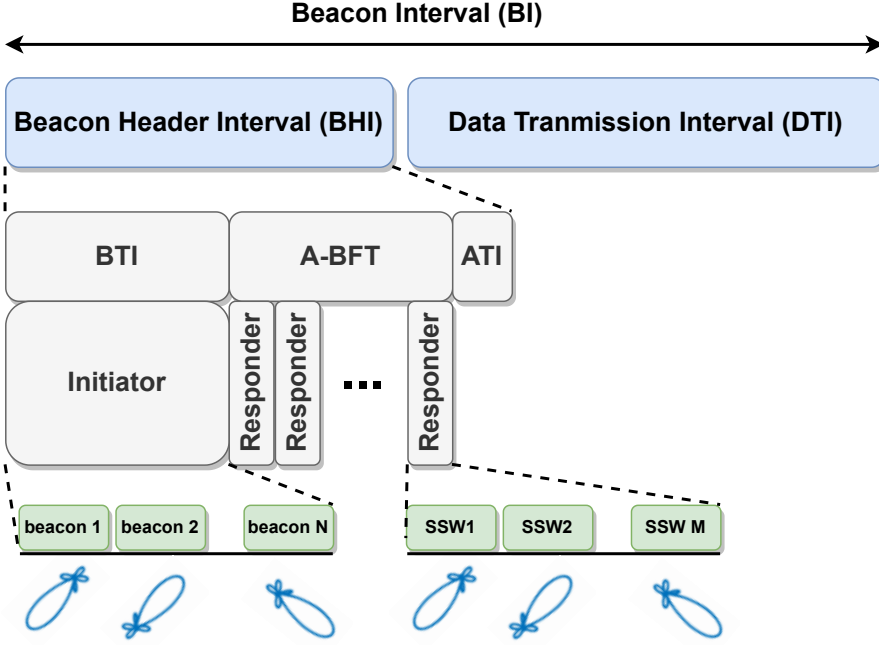 Beacon Interval (BI)
Beacon Header Interval (BHI)
Data Tranmission Interval (DTI)
BTI
A-BFT
ATI
Initiator
Responder
Responder
Responder
beacon 1
beacon 2
beacon N
SSW1
SSW2
SSW M